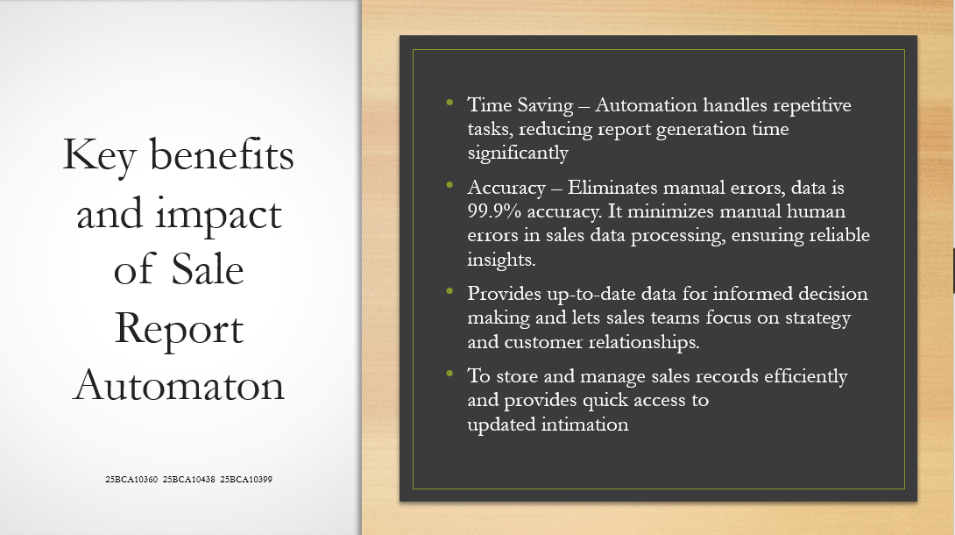 Key benefits
and impact
of Sale
Report
Automaton
25BCA10360 25BCA10438 25BCA10399
• Time Saving – Automation handles repetitive
tasks, reducing report generation time
significantly
• Accuracy – Eliminates manual errors, data is
99.9% accuracy. It minimizes manual human
errors in sales data processing, ensuring reliable
insights.
• Provides up-to-date data for informed decision
making and lets sales teams focus on strategy
and customer relationships.
• To store and manage sales records efficiently
and provides quick access to
updated intimation